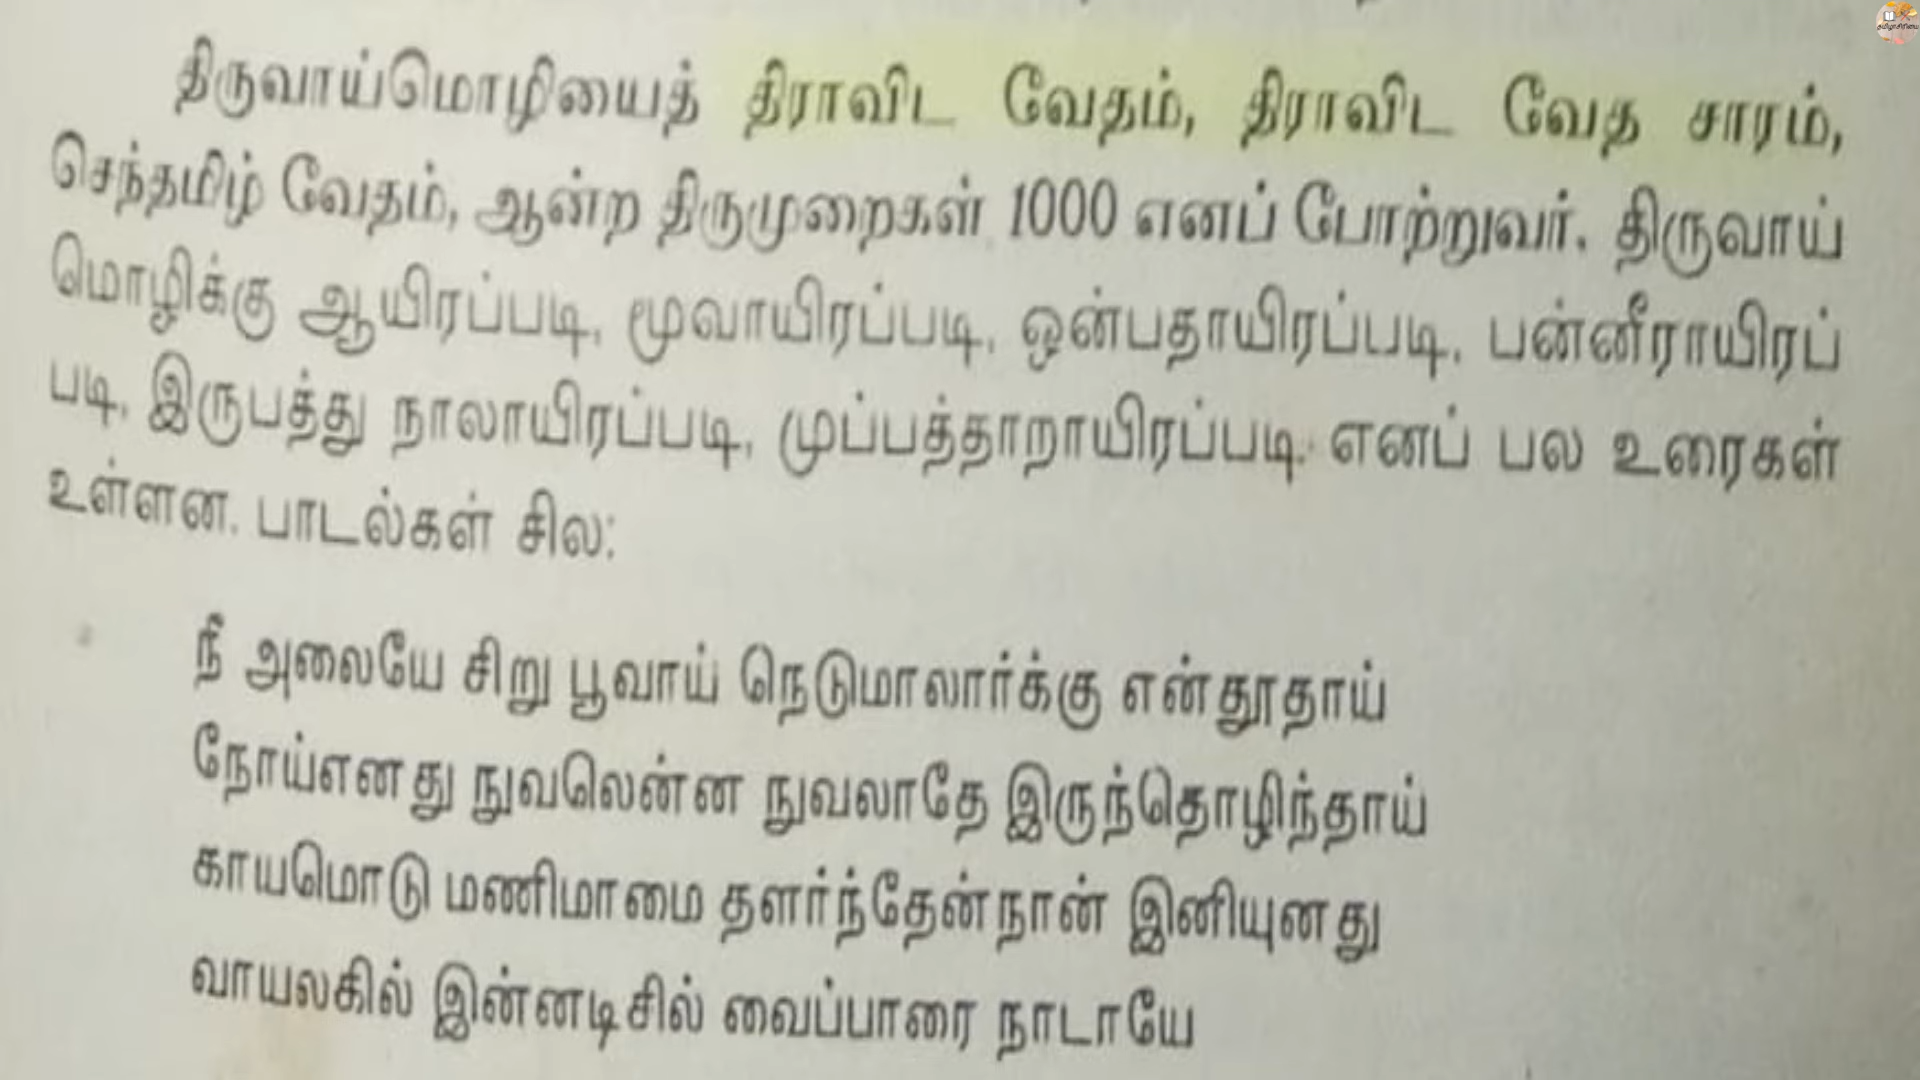 திருவாய்மொழியைத் திராவிட வேதம், திராவிட வேத சாரம்,
செந்தமிழ் வேதம், ஆன்ற திருமுறைகள் 1000 எனப் போற்றுவர். திருவாய்
மொழிக்கு ஆயிரப்படி, மூவாயிரப்படி, ஒன்பதாயிரப்படி, பன்னீராயிரப்
படி, இருபத்து நாலாயிரப்படி, முப்பத்தாறாயிரப்படி. எனப் பல உரைகள்
உள்ளன. பாடல்கள் சில:
நீ அலையே சிறு பூவாய் நெடுமாலார்க்கு என்தூதாய்
நோய்எனது நுவலென்ன நுவலாதே இருந்தொழிந்தாய்
காயமொடு மணிமாமை தளர்ந்தேன்நான் இனியுனது
வாயலகில் இன்னடிசில் வைப்பாரை நாடாயே